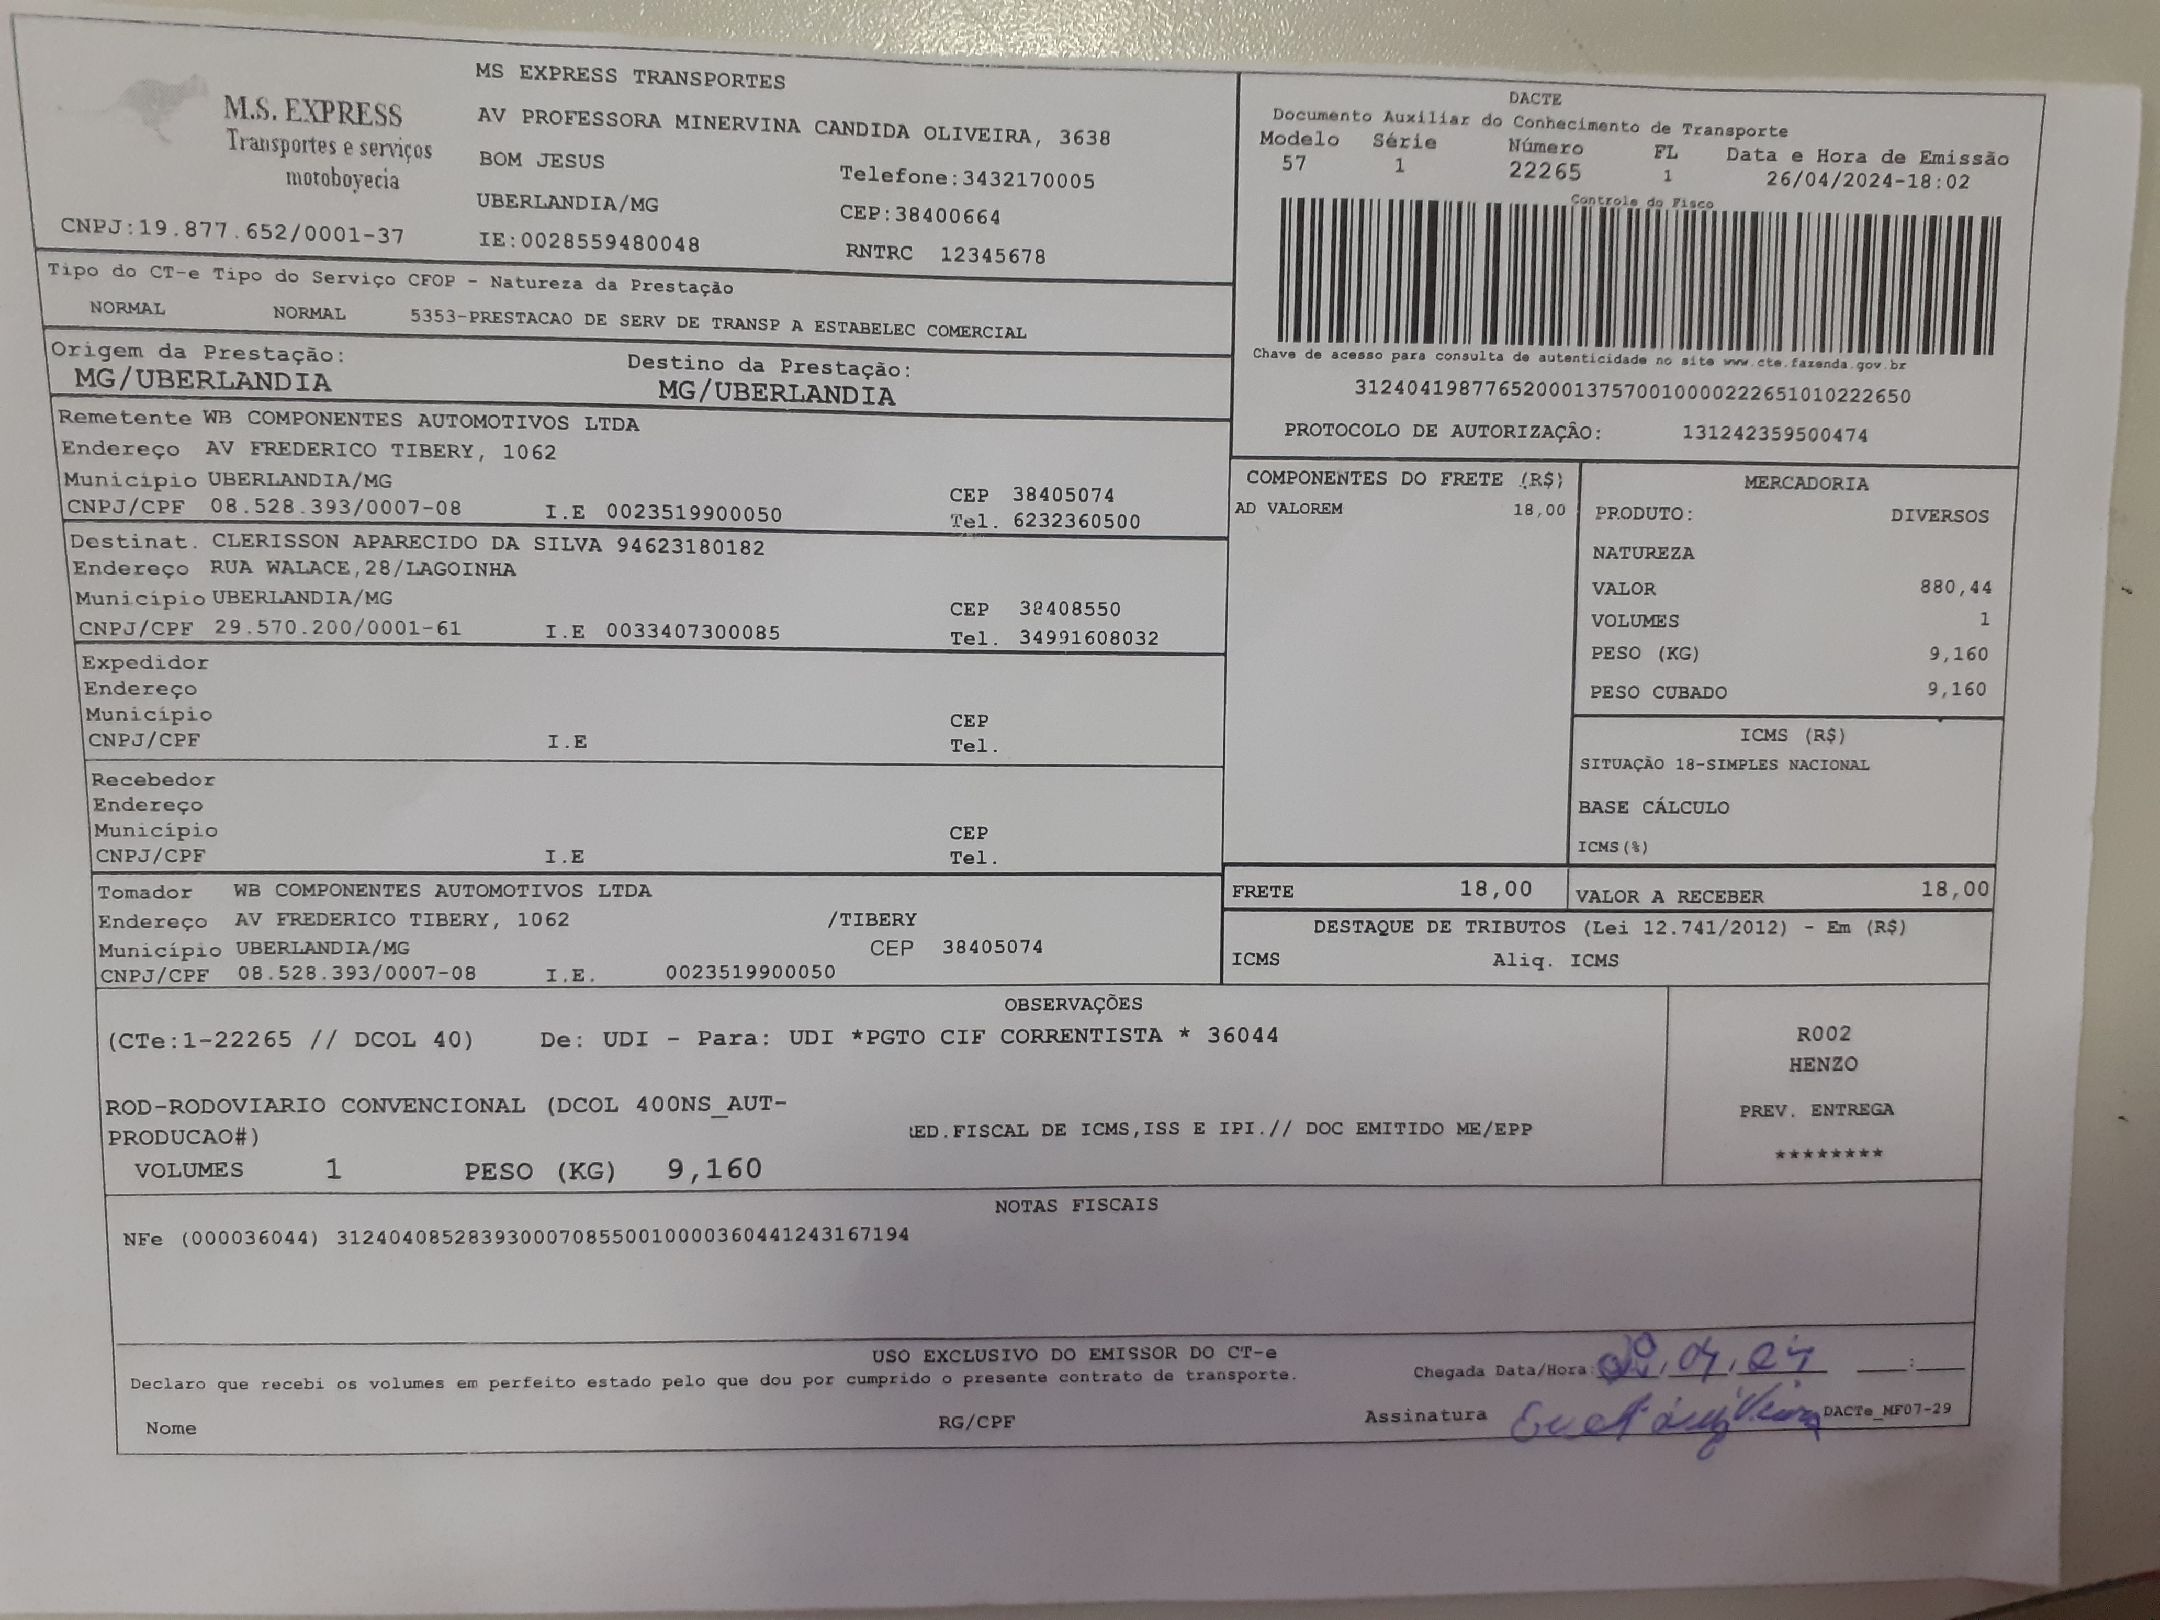 M.S. EXPRESS
Transportes e serviços
motoboyecia
CNPJ:19.877.652/0001-37
MS EXPRESS TRANSPORTES
AV PROFESSORA MINERVINA CANDIDA OLIVEIRA, 3638
BOM JESUS Telefone:3432170005
UBERLANDIA/MG CEP:38400664
IE:0028559480048 RNTRC 12345678
DACTE
Documento Auxiliar do Conhecimento de Transporte
Modelo Série Número FL Data e Hora de Emissão
57 1 22265 1 26/04/2024-18:02
Controle do Fisco
Chave de acesso para consulta de autenticidade no site www.cte.fazenda.gov.br
31240419877652000137570010000222651010222650
PROTOCOLO DE AUTORIZAÇÃO: 131242359500474
Tipo do CT-e Tipo do Serviço CFOP - Natureza da Prestação
NORMAL NORMAL 5353-PRESTACAO DE SERV DE TRANSP A ESTABELEC COMERCIAL
Origem da Prestação: Destino da Prestação:
MG/UBERLANDIA MG/UBERLANDIA
Remetente WB COMPONENTES AUTOMOTIVOS LTDA
Endereço AV FREDERICO TIBERY, 1062
Município UBERLANDIA/MG CEP 38405074
CNPJ/CPF 08.528.393/0007-08 I.E 0023519900050 Tel. 6232360500
Destinat. CLERISSON APARECIDO DA SILVA 94623180182
Endereço RUA WALACE,28/LAGOINHA
Município UBERLANDIA/MG CEP 38408550
CNPJ/CPF 29.570.200/0001-61 I.E 0033407300085 Tel. 34991608032
Expedidor
Endereço
Município CEP
CNPJ/CPF I.E Tel.
Recebedor
Endereço
Município CEP
CNPJ/CPF I.E Tel.
Tomador WB COMPONENTES AUTOMOTIVOS LTDA
Endereço AV FREDERICO TIBERY, 1062 /TIBERY
Município UBERLANDIA/MG CEP 38405074
CNPJ/CPF 08.528.393/0007-08 I.E. 0023519900050
COMPONENTES DO FRETE (R$)
AD VALOREM 18,00
MERCADORIA
PRODUTO: DIVERSOS
NATUREZA
VALOR 880,44
VOLUMES 1
PESO (KG) 9,160
PESO CUBADO 9,160
ICMS (R$)
SITUAÇÃO 18-SIMPLES NACIONAL
BASE CÁLCULO
ICMS(%)
FRETE 18,00 VALOR A RECEBER 18,00
DESTAQUE DE TRIBUTOS (Lei 12.741/2012) - Em (R$)
ICMS Aliq. ICMS
OBSERVAÇÕES
(CTe:1-22265 // DCOL 40) De: UDI - Para: UDI *PGTO CIF CORRENTISTA * 36044
ROD-RODOVIARIO CONVENCIONAL (DCOL 400NS_AUT-
PRODUCAO#) ED.FISCAL DE ICMS,ISS E IPI.// DOC EMITIDO ME/EPP
VOLUMES 1 PESO (KG) 9,160
R002
HENZO
PREV. ENTREGA
********
NOTAS FISCAIS
NFe (000036044) 31240408528393000708550010000360441243167194
USO EXCLUSIVO DO EMISSOR DO CT-e
Declaro que recebi os volumes em perfeito estado pelo que dou por cumprido o presente contrato de transporte.
Chegada Data/Hora: 04 24 :
Nome RG/CPF Assinatura DACTe_MF07-29